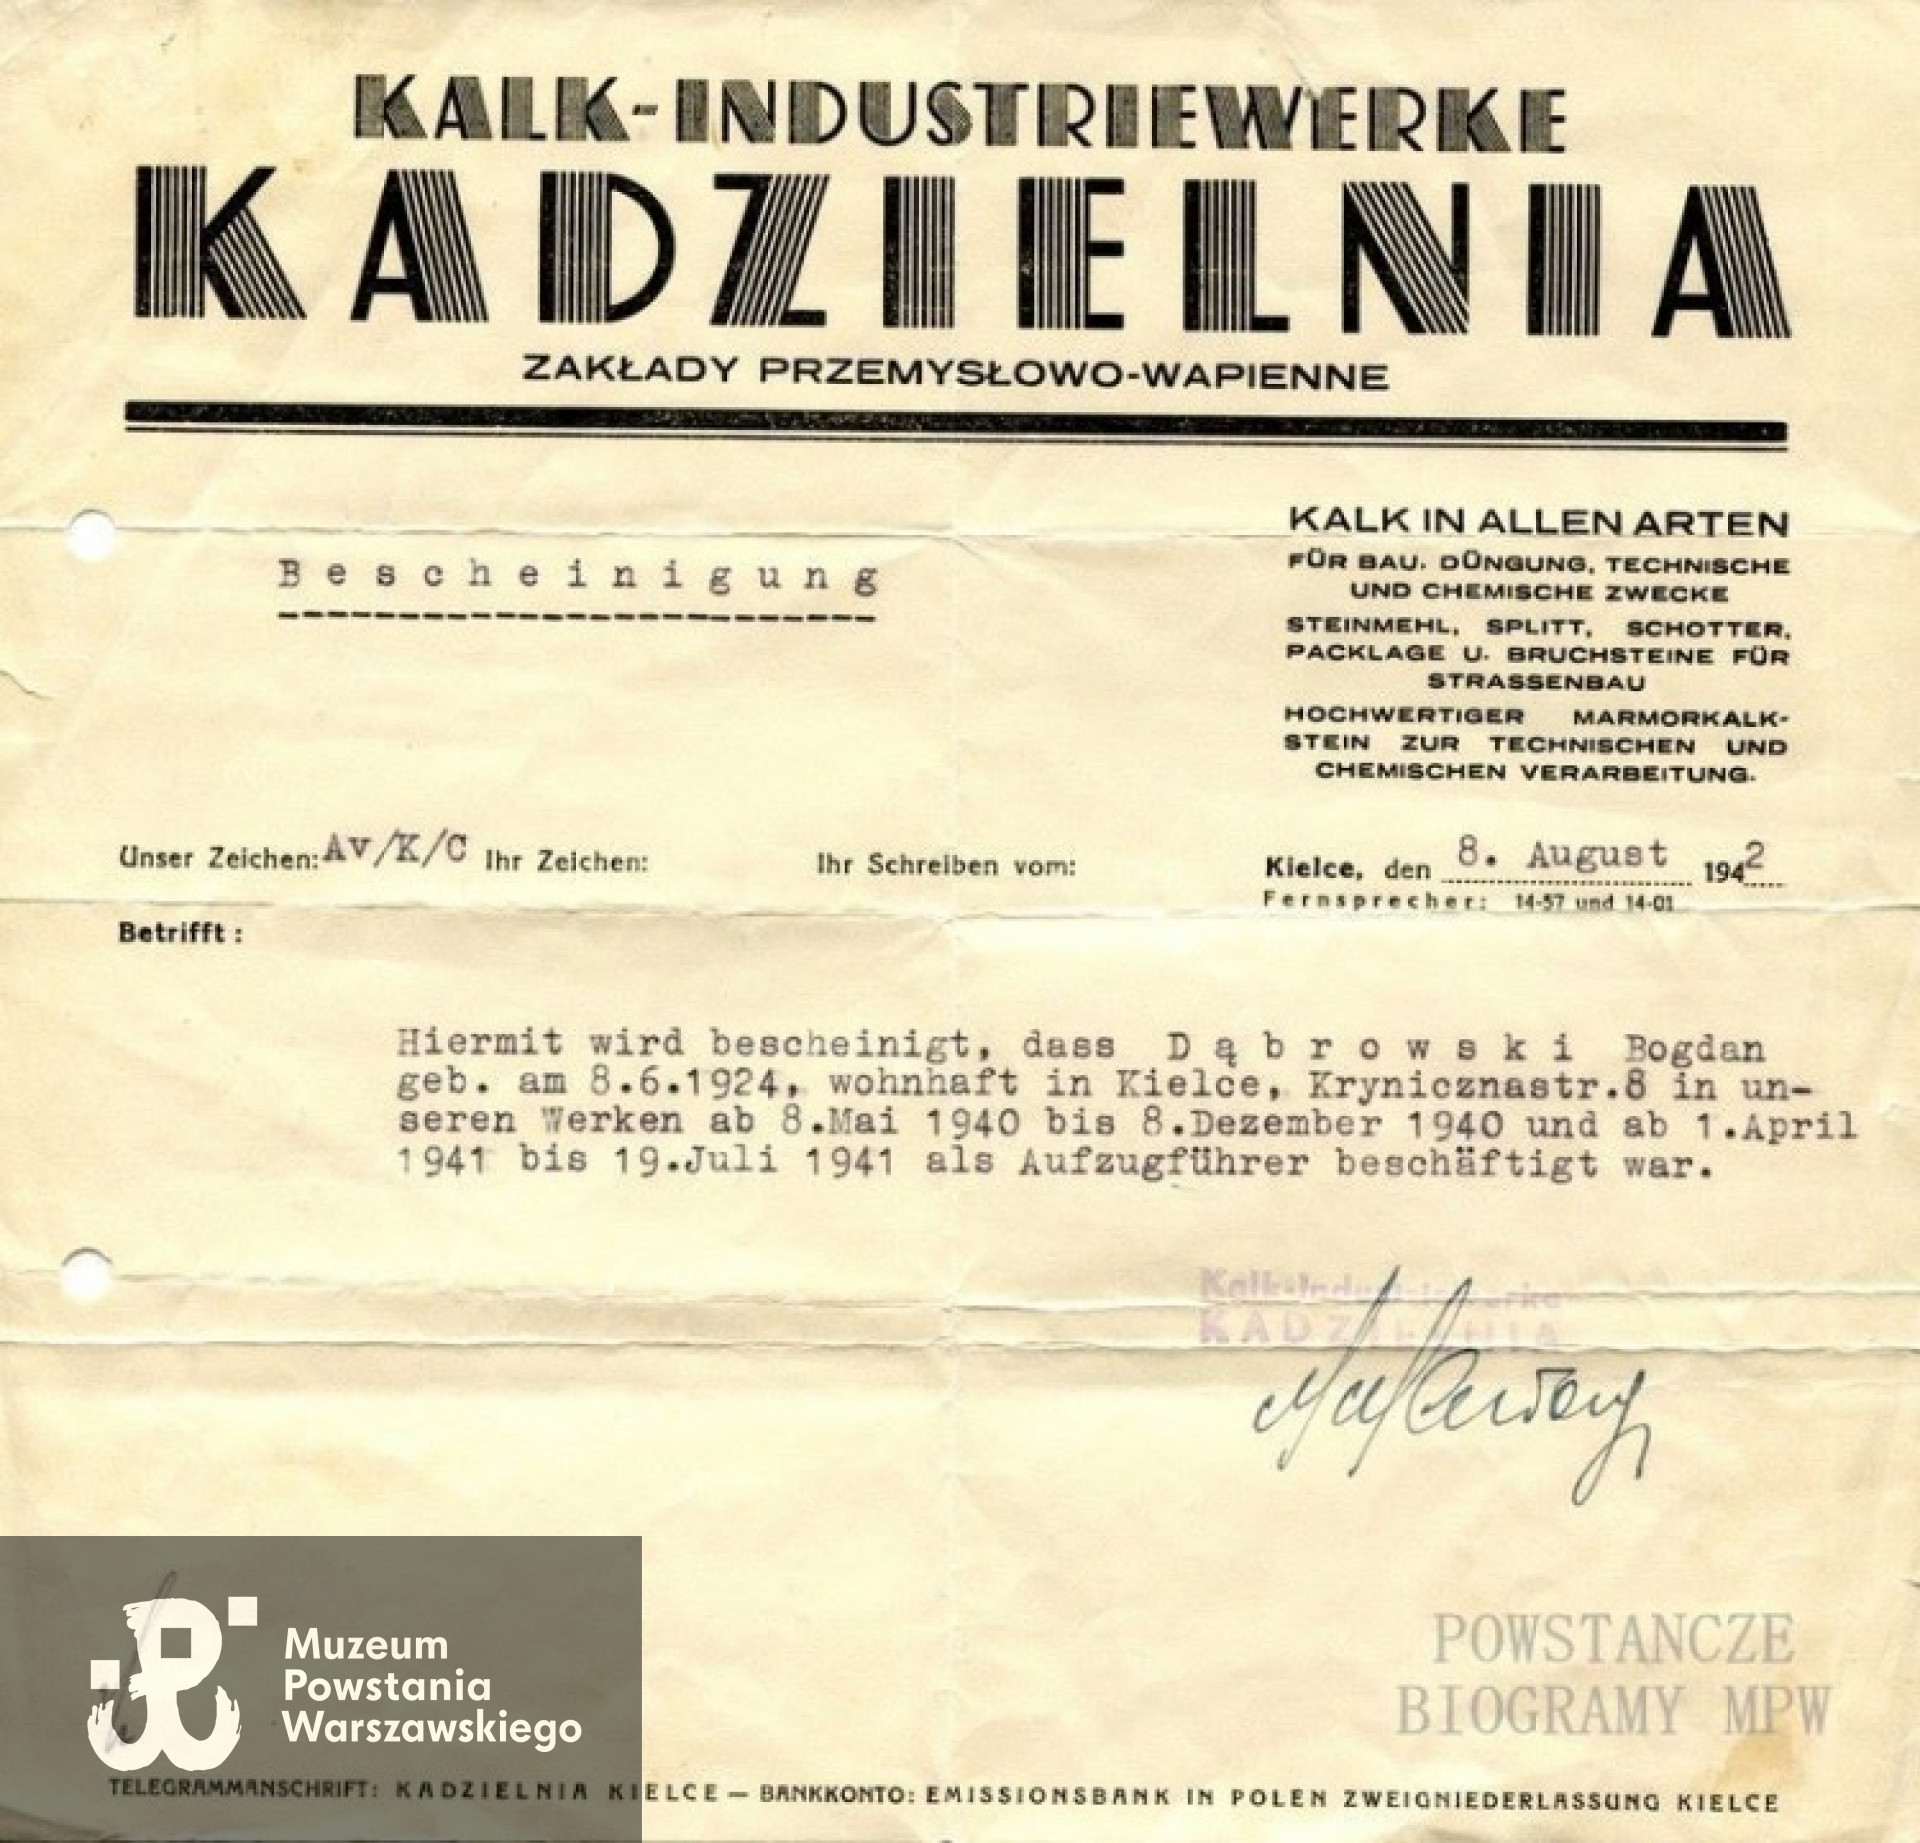 KALK-INDUSTRIEWERKE
KADZIELNIA
ZAKŁADY PRZEMYSŁOWO-WAPIENNE
KALK IN ALLEN ARTEN
FÜR BAU, DÜNGUNG, TECHNISCHE
UND CHEMISCHE ZWECKE
STEINMEHL, SPLITT, SCHOTTER,
PACKLAGE U. BRUCHSTEINE FÜR
STRASSENBAU
HOCHWERTIGER MARMORKALK-
STEIN ZUR TECHNISCHEN UND
CHEMISCHEN VERARBEITUNG.
Bescheinigung
Unser Zeichen: Av/K/C Ihr Zeichen: Ihr Schreiben vom: Kielce, den 8. August 1942
Fernsprecher: 14-57 und 14-01
Betrifft:
Hiermit wird bescheinigt, dass Dąbrowski Bogdan
geb. am 8.6.1924, wohnhaft in Kielce, Krynicznastr.8 in un-
seren Werken ab 8.Mai 1940 bis 8.Dezember 1940 und ab 1.April
1941 bis 19.Juli 1941 als Aufzugführer beschäftigt war.
Kalk-Industriewerke
KADZIELNIA
Muzeum
Powstania
Warszawskiego
POWSTAŃCZE
BIOGRAMY MPW
TELEGRAMMANSCHRIFT: KADZIELNIA KIELCE — BANKKONTO: EMISSIONSBANK IN POLEN ZWEIGNIEDERLASSUNG KIELCE